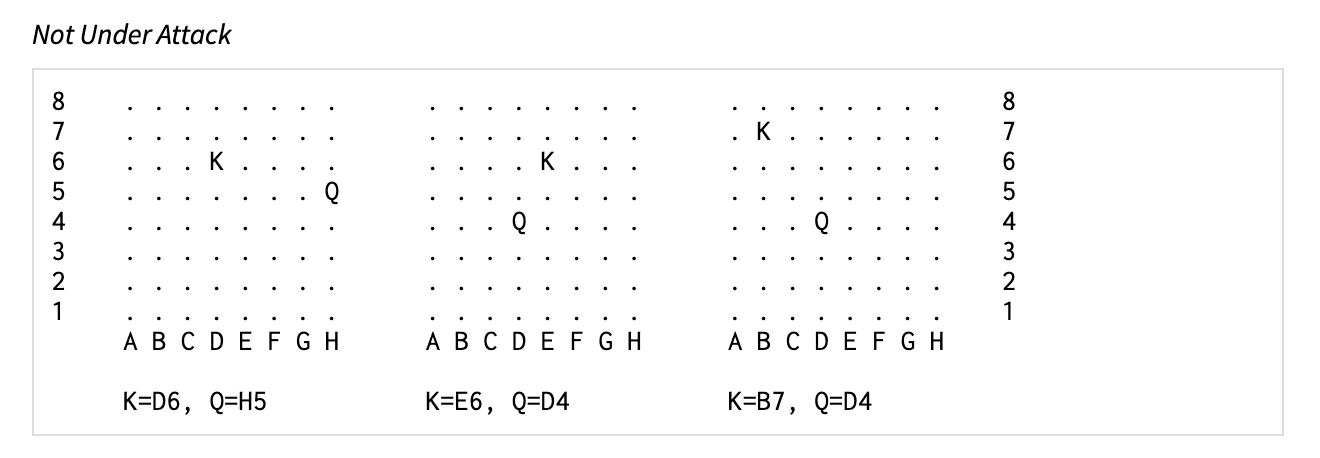 Not Under Attack
8 . . . . . . . . . . . . . . . . . . . . . . . . 8
7 . . . . . . . . . . . . . . . . . K . . . . . . 7
6 . . . K . . . . . . . . K . . . . . . . . . . . 6
5 . . . . . . . Q . . . . . . . . . . . . . . . . 5
4 . . . . . . . . . . . Q . . . . . . . Q . . . . 4
3 . . . . . . . . . . . . . . . . . . . . . . . . 3
2 . . . . . . . . . . . . . . . . . . . . . . . . 2
1 . . . . . . . . . . . . . . . . . . . . . . . . 1
A B C D E F G H A B C D E F G H A B C D E F G H
K=D6, Q=H5 K=E6, Q=D4 K=B7, Q=D4